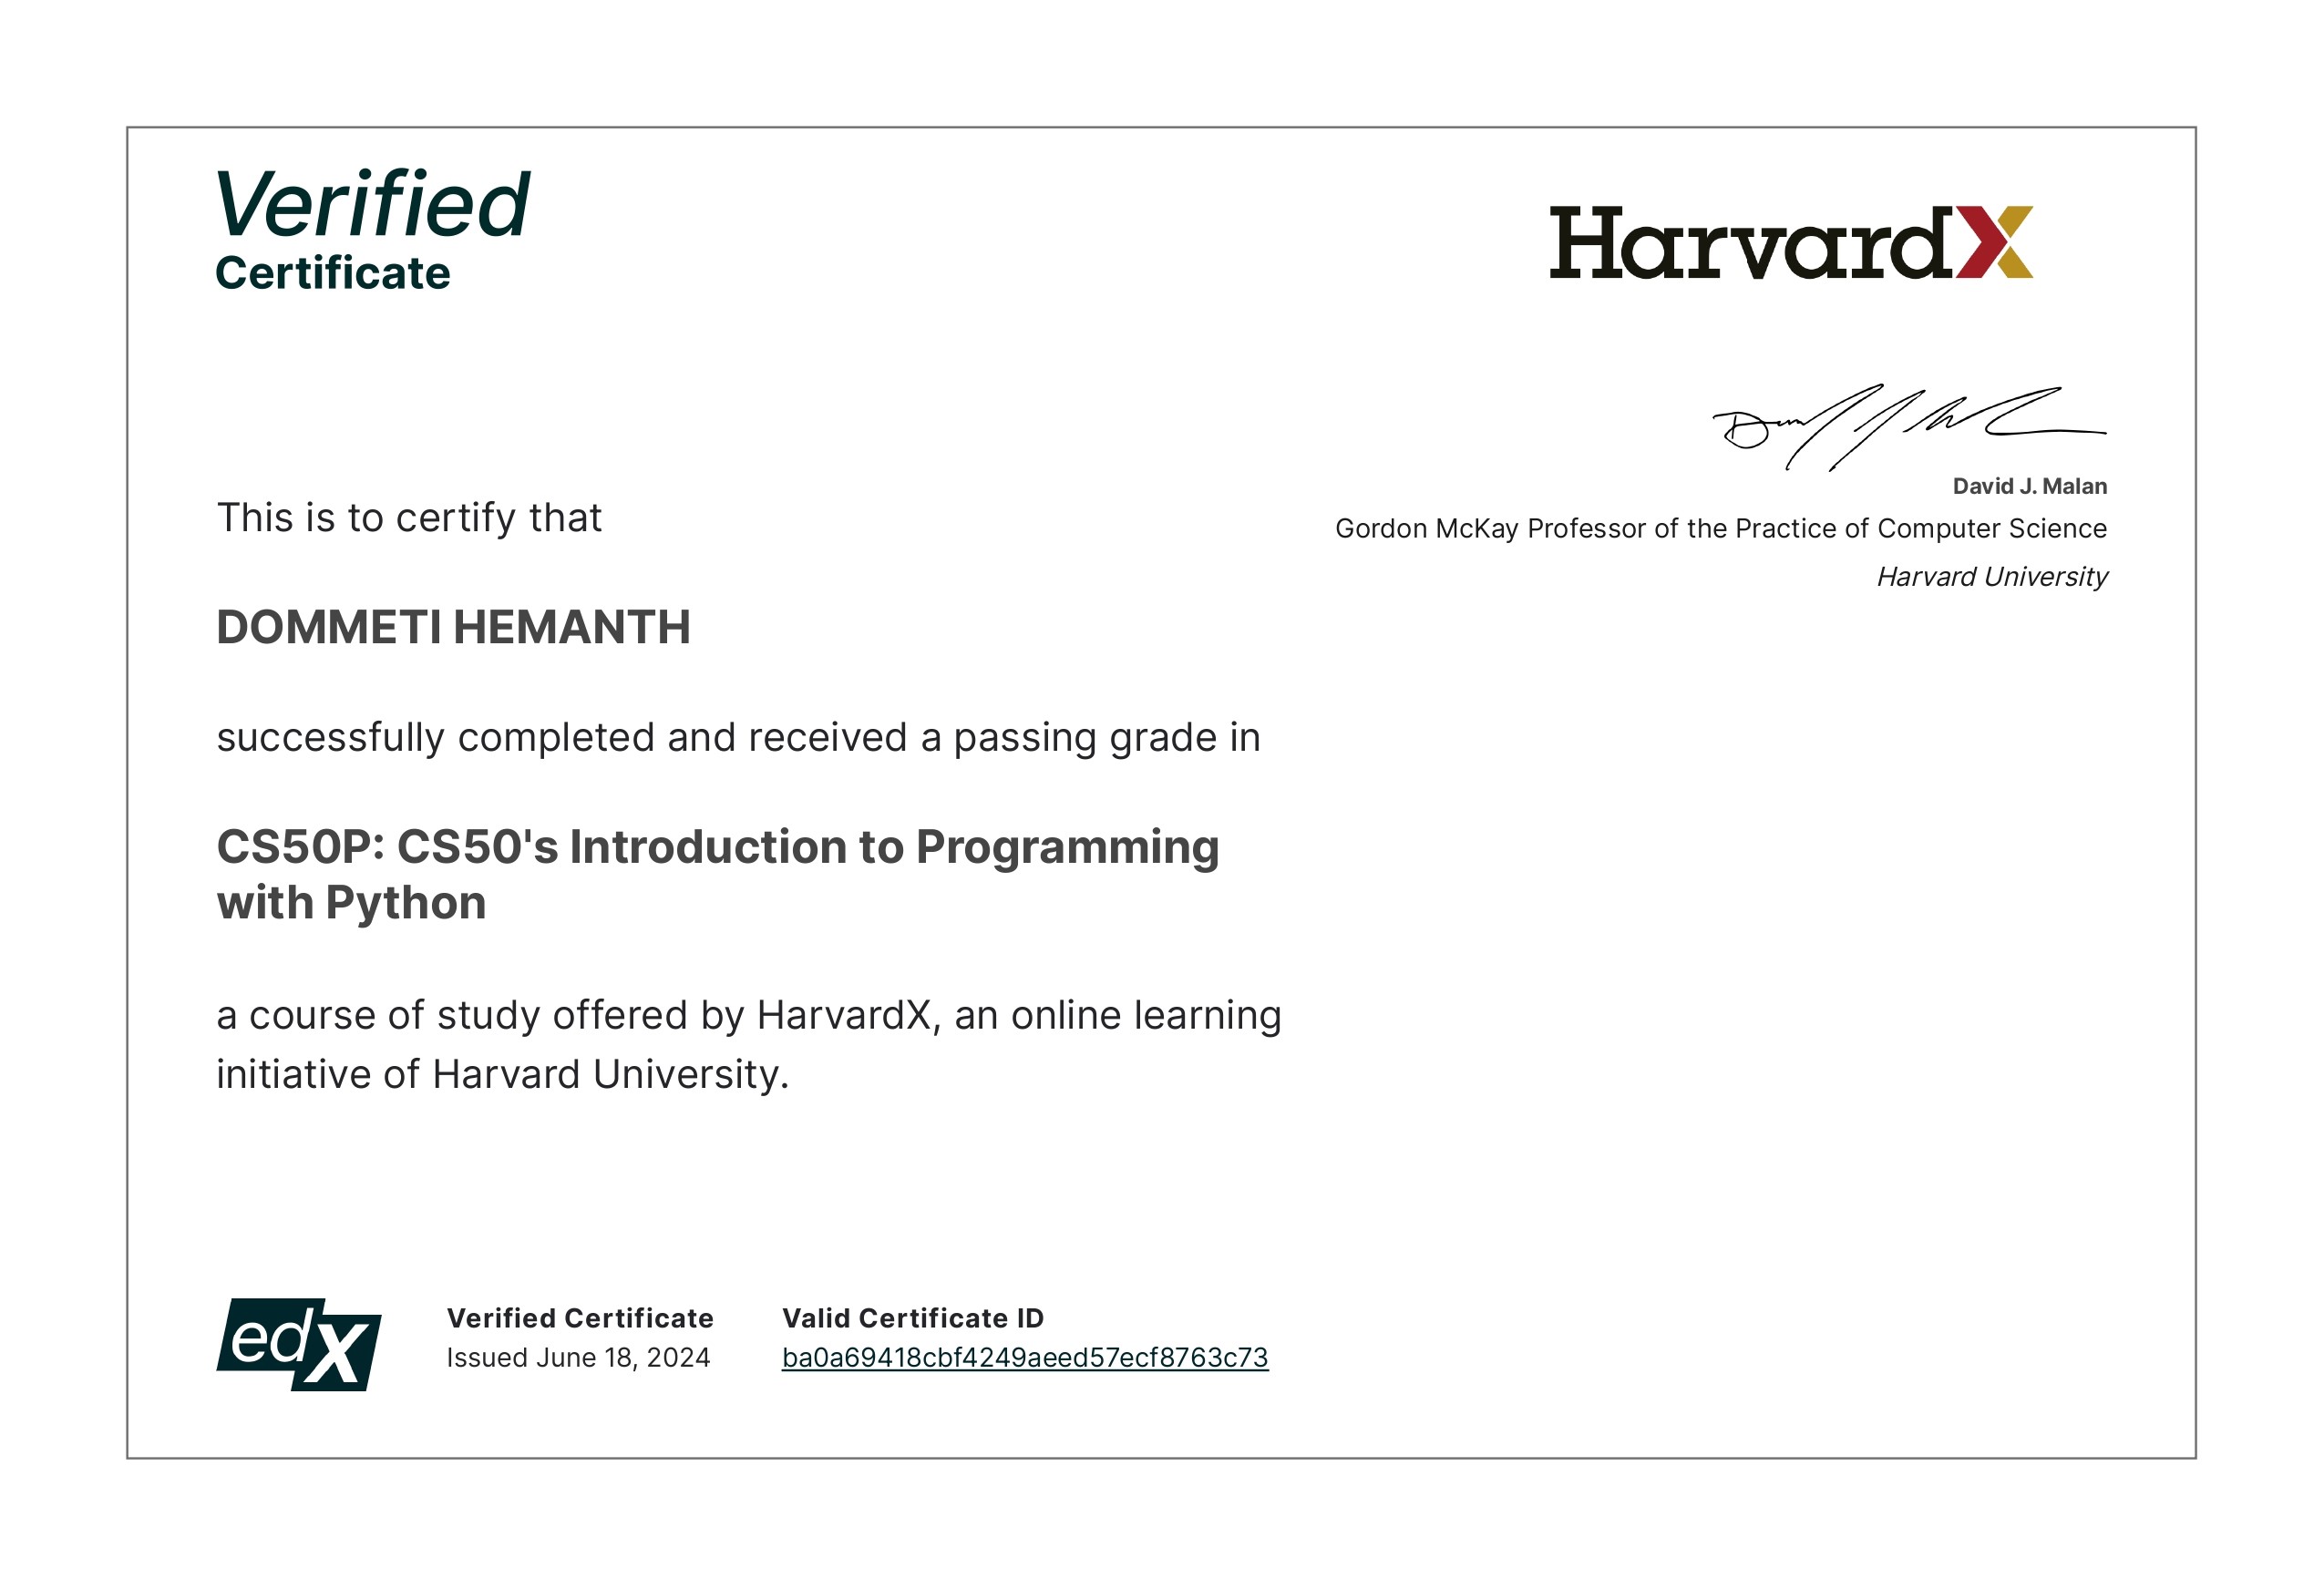 Verified
Certificate
HarvardX
David J. Malan
Gordon McKay Professor of the Practice of Computer Science
Harvard University
This is to certify that
DOMMETI HEMANTH
successfully completed and received a passing grade in
CS50P: CS50's Introduction to Programming
with Python
a course of study offered by HarvardX, an online learning
initiative of Harvard University.
edX
Verified Certificate
Issued June 18, 2024
Valid Certificate ID
ba0a69418cbf4249aeed57ecf8763c73